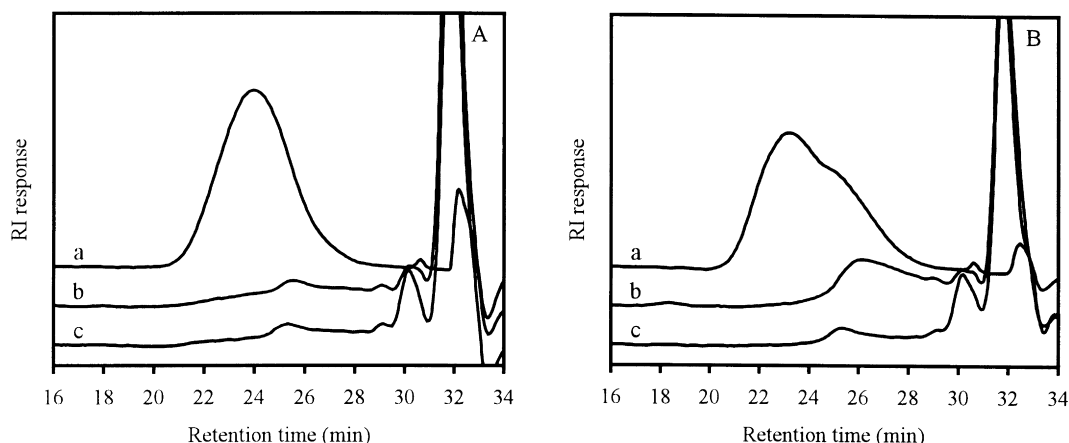 A
RI response
a
b
c
16 18 20 22 24 26 28 30 32 34
Retention time (min)
B
RI response
a
b
c
16 18 20 22 24 26 28 30 32 34
Retention time (min)